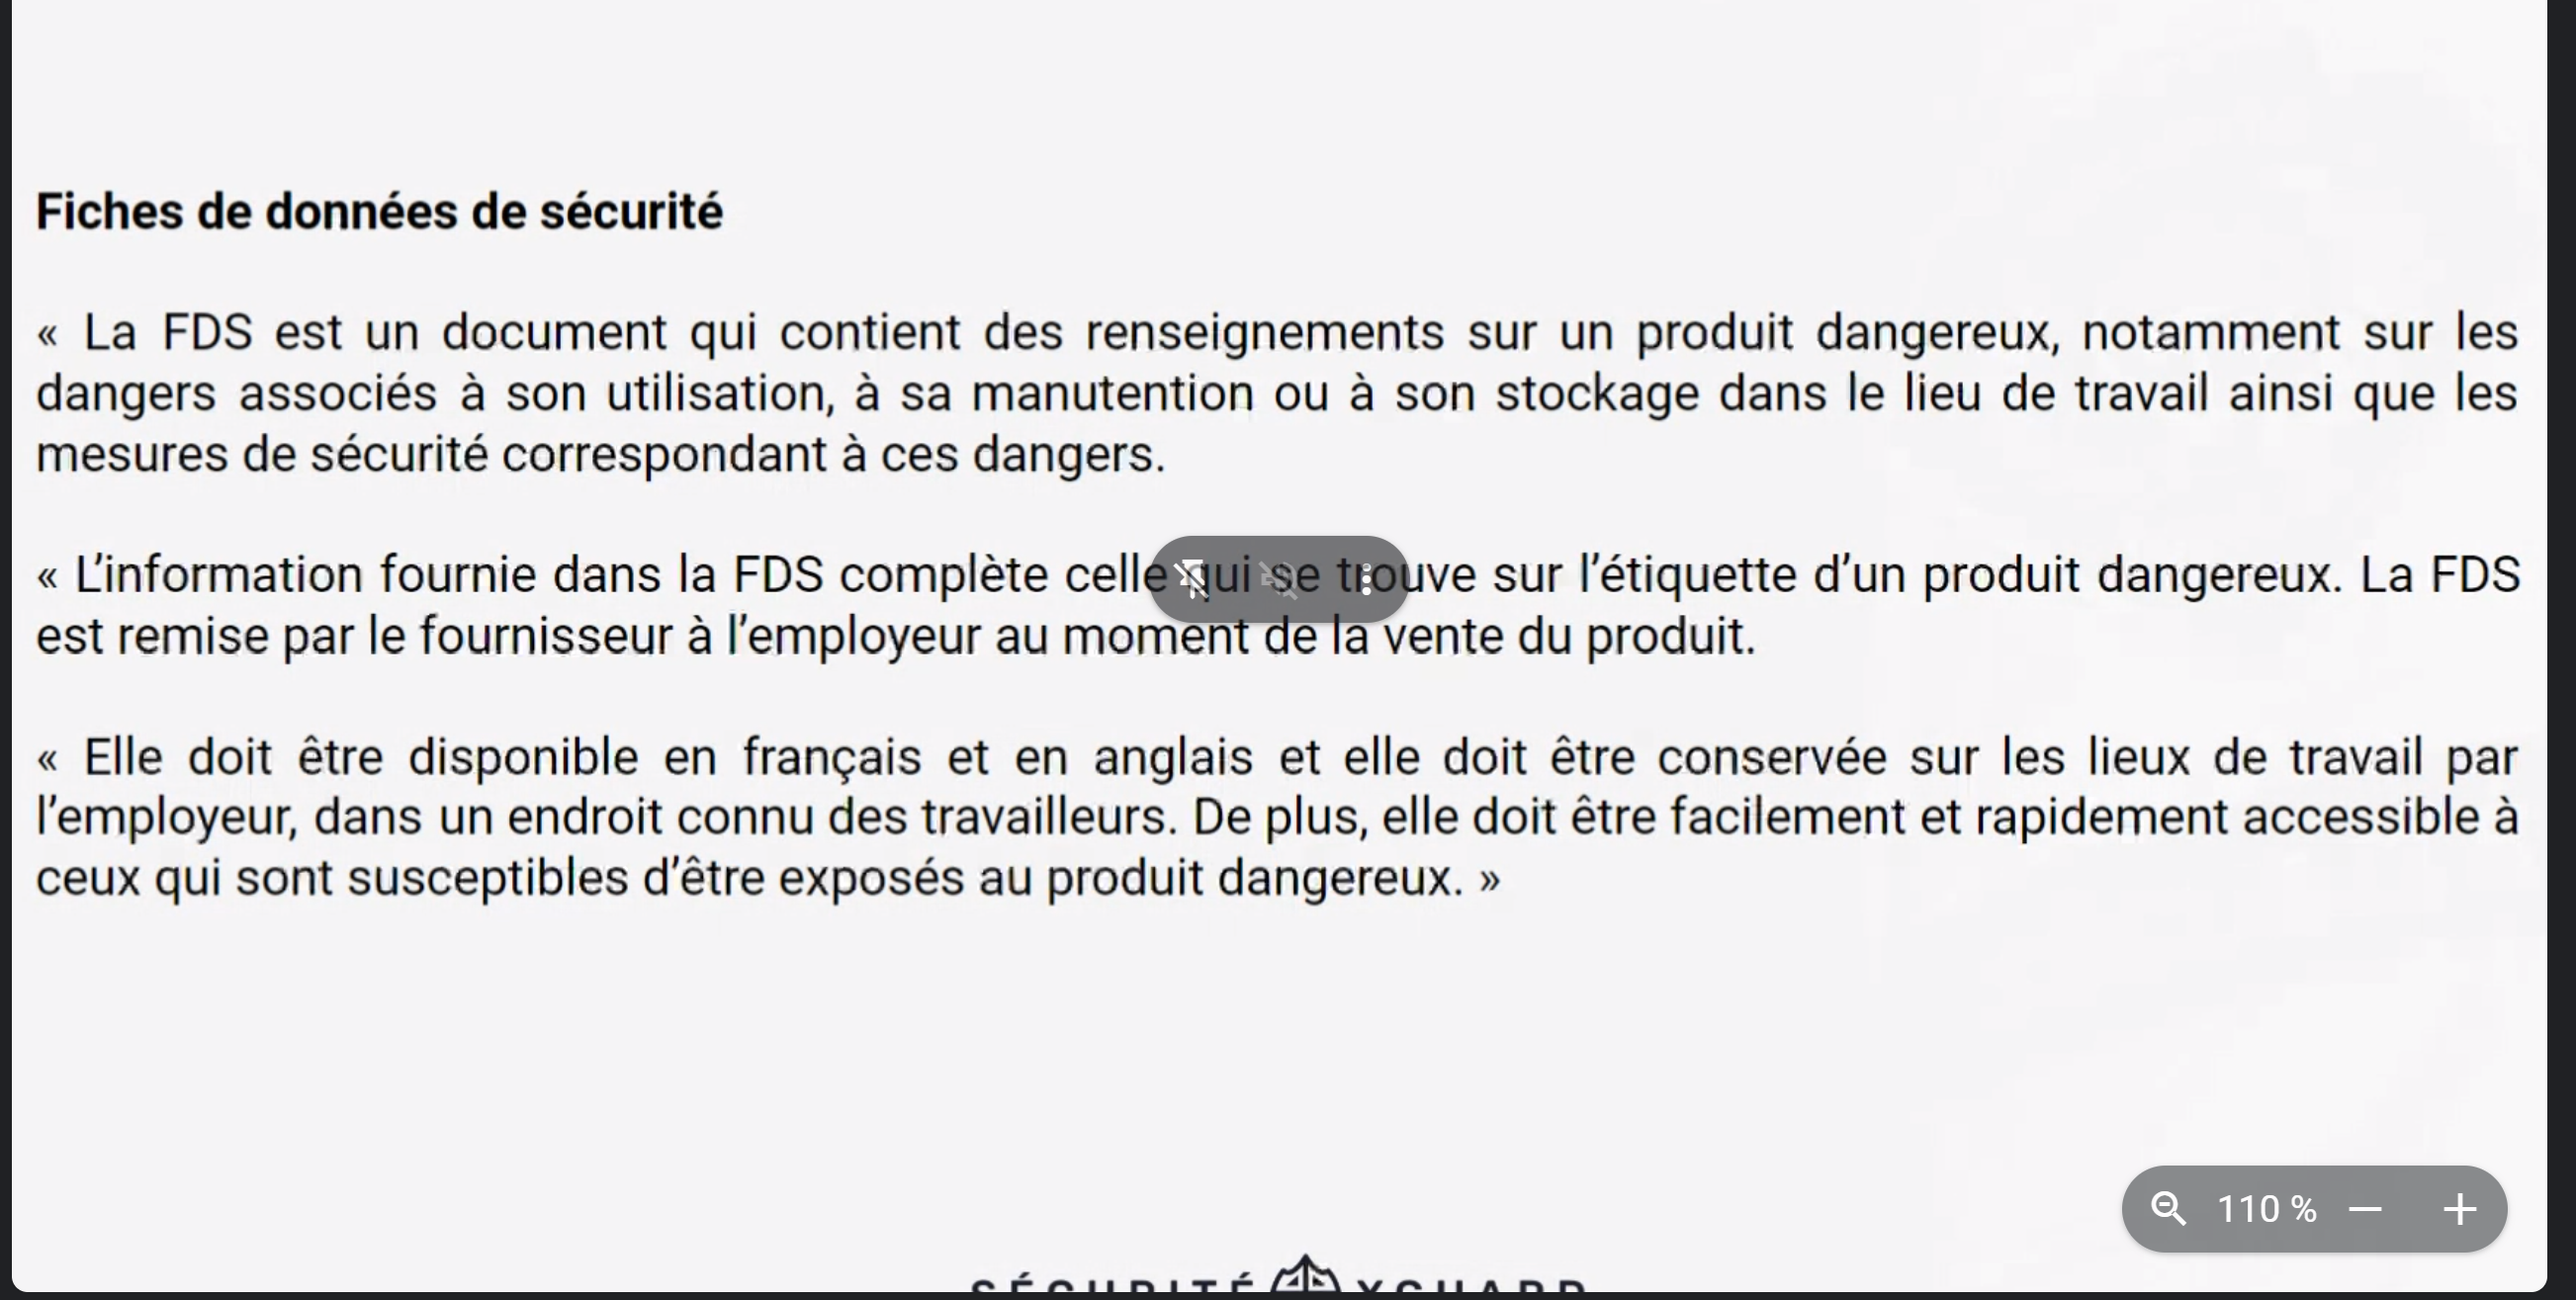 Fiches de données de sécurité
« La FDS est un document qui contient des renseignements sur un produit dangereux, notamment sur les
dangers associés à son utilisation, à sa manutention ou à son stockage dans le lieu de travail ainsi que les
mesures de sécurité correspondant à ces dangers.
« L’information fournie dans la FDS complète celle qui se trouve sur l’étiquette d’un produit dangereux. La FDS
est remise par le fournisseur à l’employeur au moment de la vente du produit.
« Elle doit être disponible en français et en anglais et elle doit être conservée sur les lieux de travail par
l’employeur, dans un endroit connu des travailleurs. De plus, elle doit être facilement et rapidement accessible à
ceux qui sont susceptibles d’être exposés au produit dangereux. »
110 %
SÉCURITÉ XGUARD